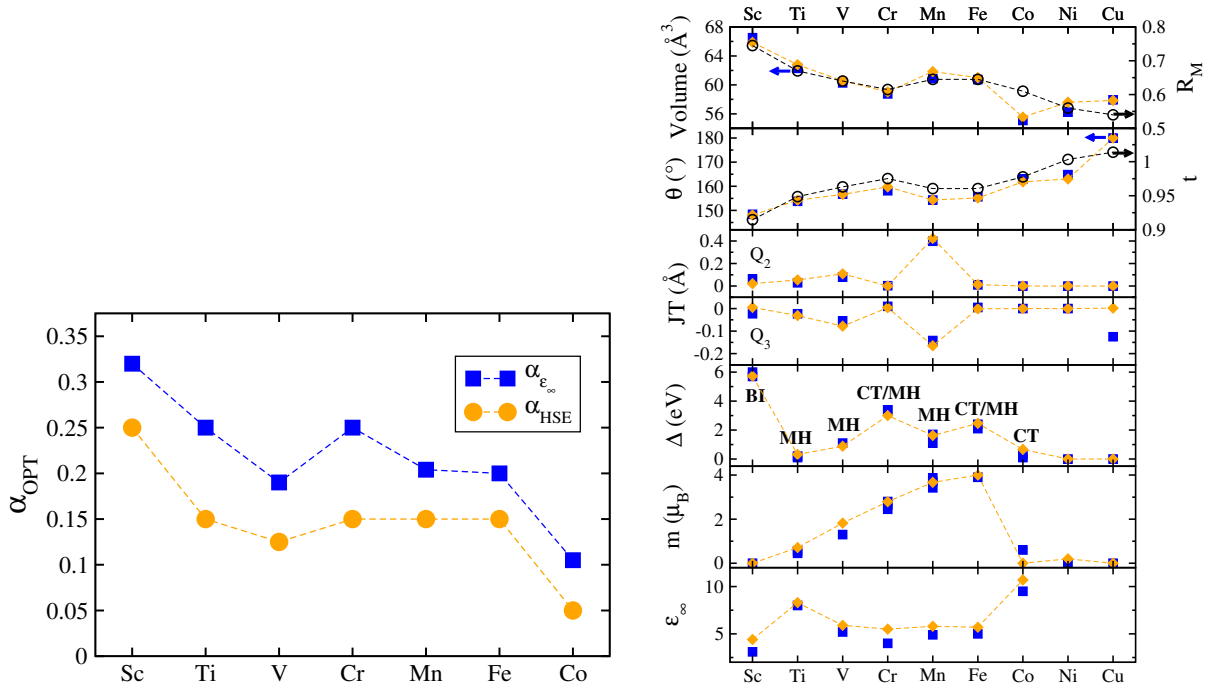 0.35
0.3
0.25
0.2
0.15
0.1
0.05
0
α_OPT
α_ε∞
α_HSE
Sc Ti V Cr Mn Fe Co
Sc Ti V Cr Mn Fe Co Ni Cu
68
64
60
56
Volume (Å³)
0.8
0.7
0.6
0.5
R_M
180
170
160
150
θ (°)
1
0.95
0.9
t
0.4
0.2
0
Q₂
JT (Å)
0
-0.1
-0.2
Q₃
6
4
2
0
Δ (eV)
BI
MH
MH
CT/MH
MH
CT/MH
CT
4
2
0
m (μ_B)
10
5
ε_∞
Sc Ti V Cr Mn Fe Co Ni Cu